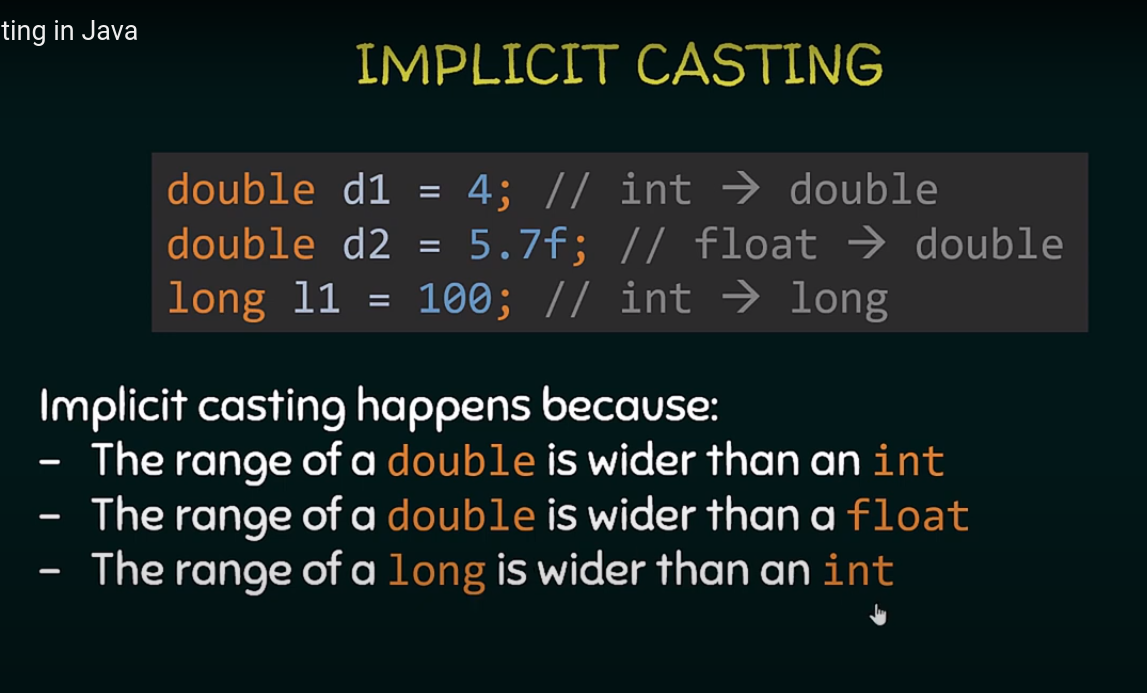 ting in Java
IMPLICIT CASTING
double d1 = 4; // int → double
double d2 = 5.7f; // float → double
long l1 = 100; // int → long
Implicit casting happens because:
- The range of a double is wider than an int
- The range of a double is wider than a float
- The range of a long is wider than an int